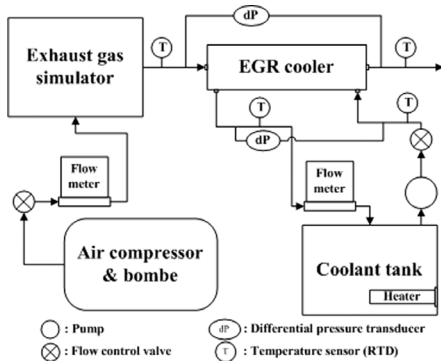 dP
T
T
Exhaust gas
simulator
EGR cooler
T
T
dP
Flow
meter
Flow
meter
Air compressor
& bombe
Coolant tank
Heater
: Pump
dP : Differential pressure transducer
: Flow control valve
T : Temperature sensor (RTD)